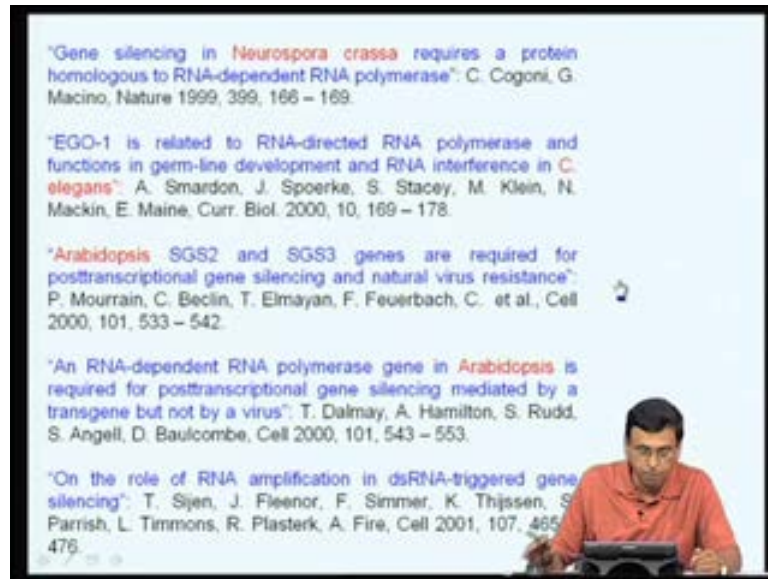 "Gene silencing in Neurospora crassa requires a protein
homologous to RNA-dependent RNA polymerase": C. Cogoni, G.
Macino, Nature 1999, 399, 166 – 169.
"EGO-1 is related to RNA-directed RNA polymerase and
functions in germ-line development and RNA interference in C.
elegans": A. Smardon, J. Spoerke, S. Stacey, M. Klein, N.
Mackin, E. Maine, Curr. Biol. 2000, 10, 169 – 178.
"Arabidopsis SGS2 and SGS3 genes are required for
posttranscriptional gene silencing and natural virus resistance":
P. Mourrain, C. Beclin, T. Elmayan, F. Feuerbach, C. et al., Cell
2000, 101, 533 – 542.
"An RNA-dependent RNA polymerase gene in Arabidopsis is
required for posttranscriptional gene silencing mediated by a
transgene but not by a virus": T. Dalmay, A. Hamilton, S. Rudd,
S. Angell, D. Baulcombe, Cell 2000, 101, 543 – 553.
"On the role of RNA amplification in dsRNA-triggered gene
silencing": T. Sijen, J. Fleenor, F. Simmer, K. Thijssen, S.
Parrish, L. Timmons, R. Plasterk, A. Fire, Cell 2001, 107, 465
476.